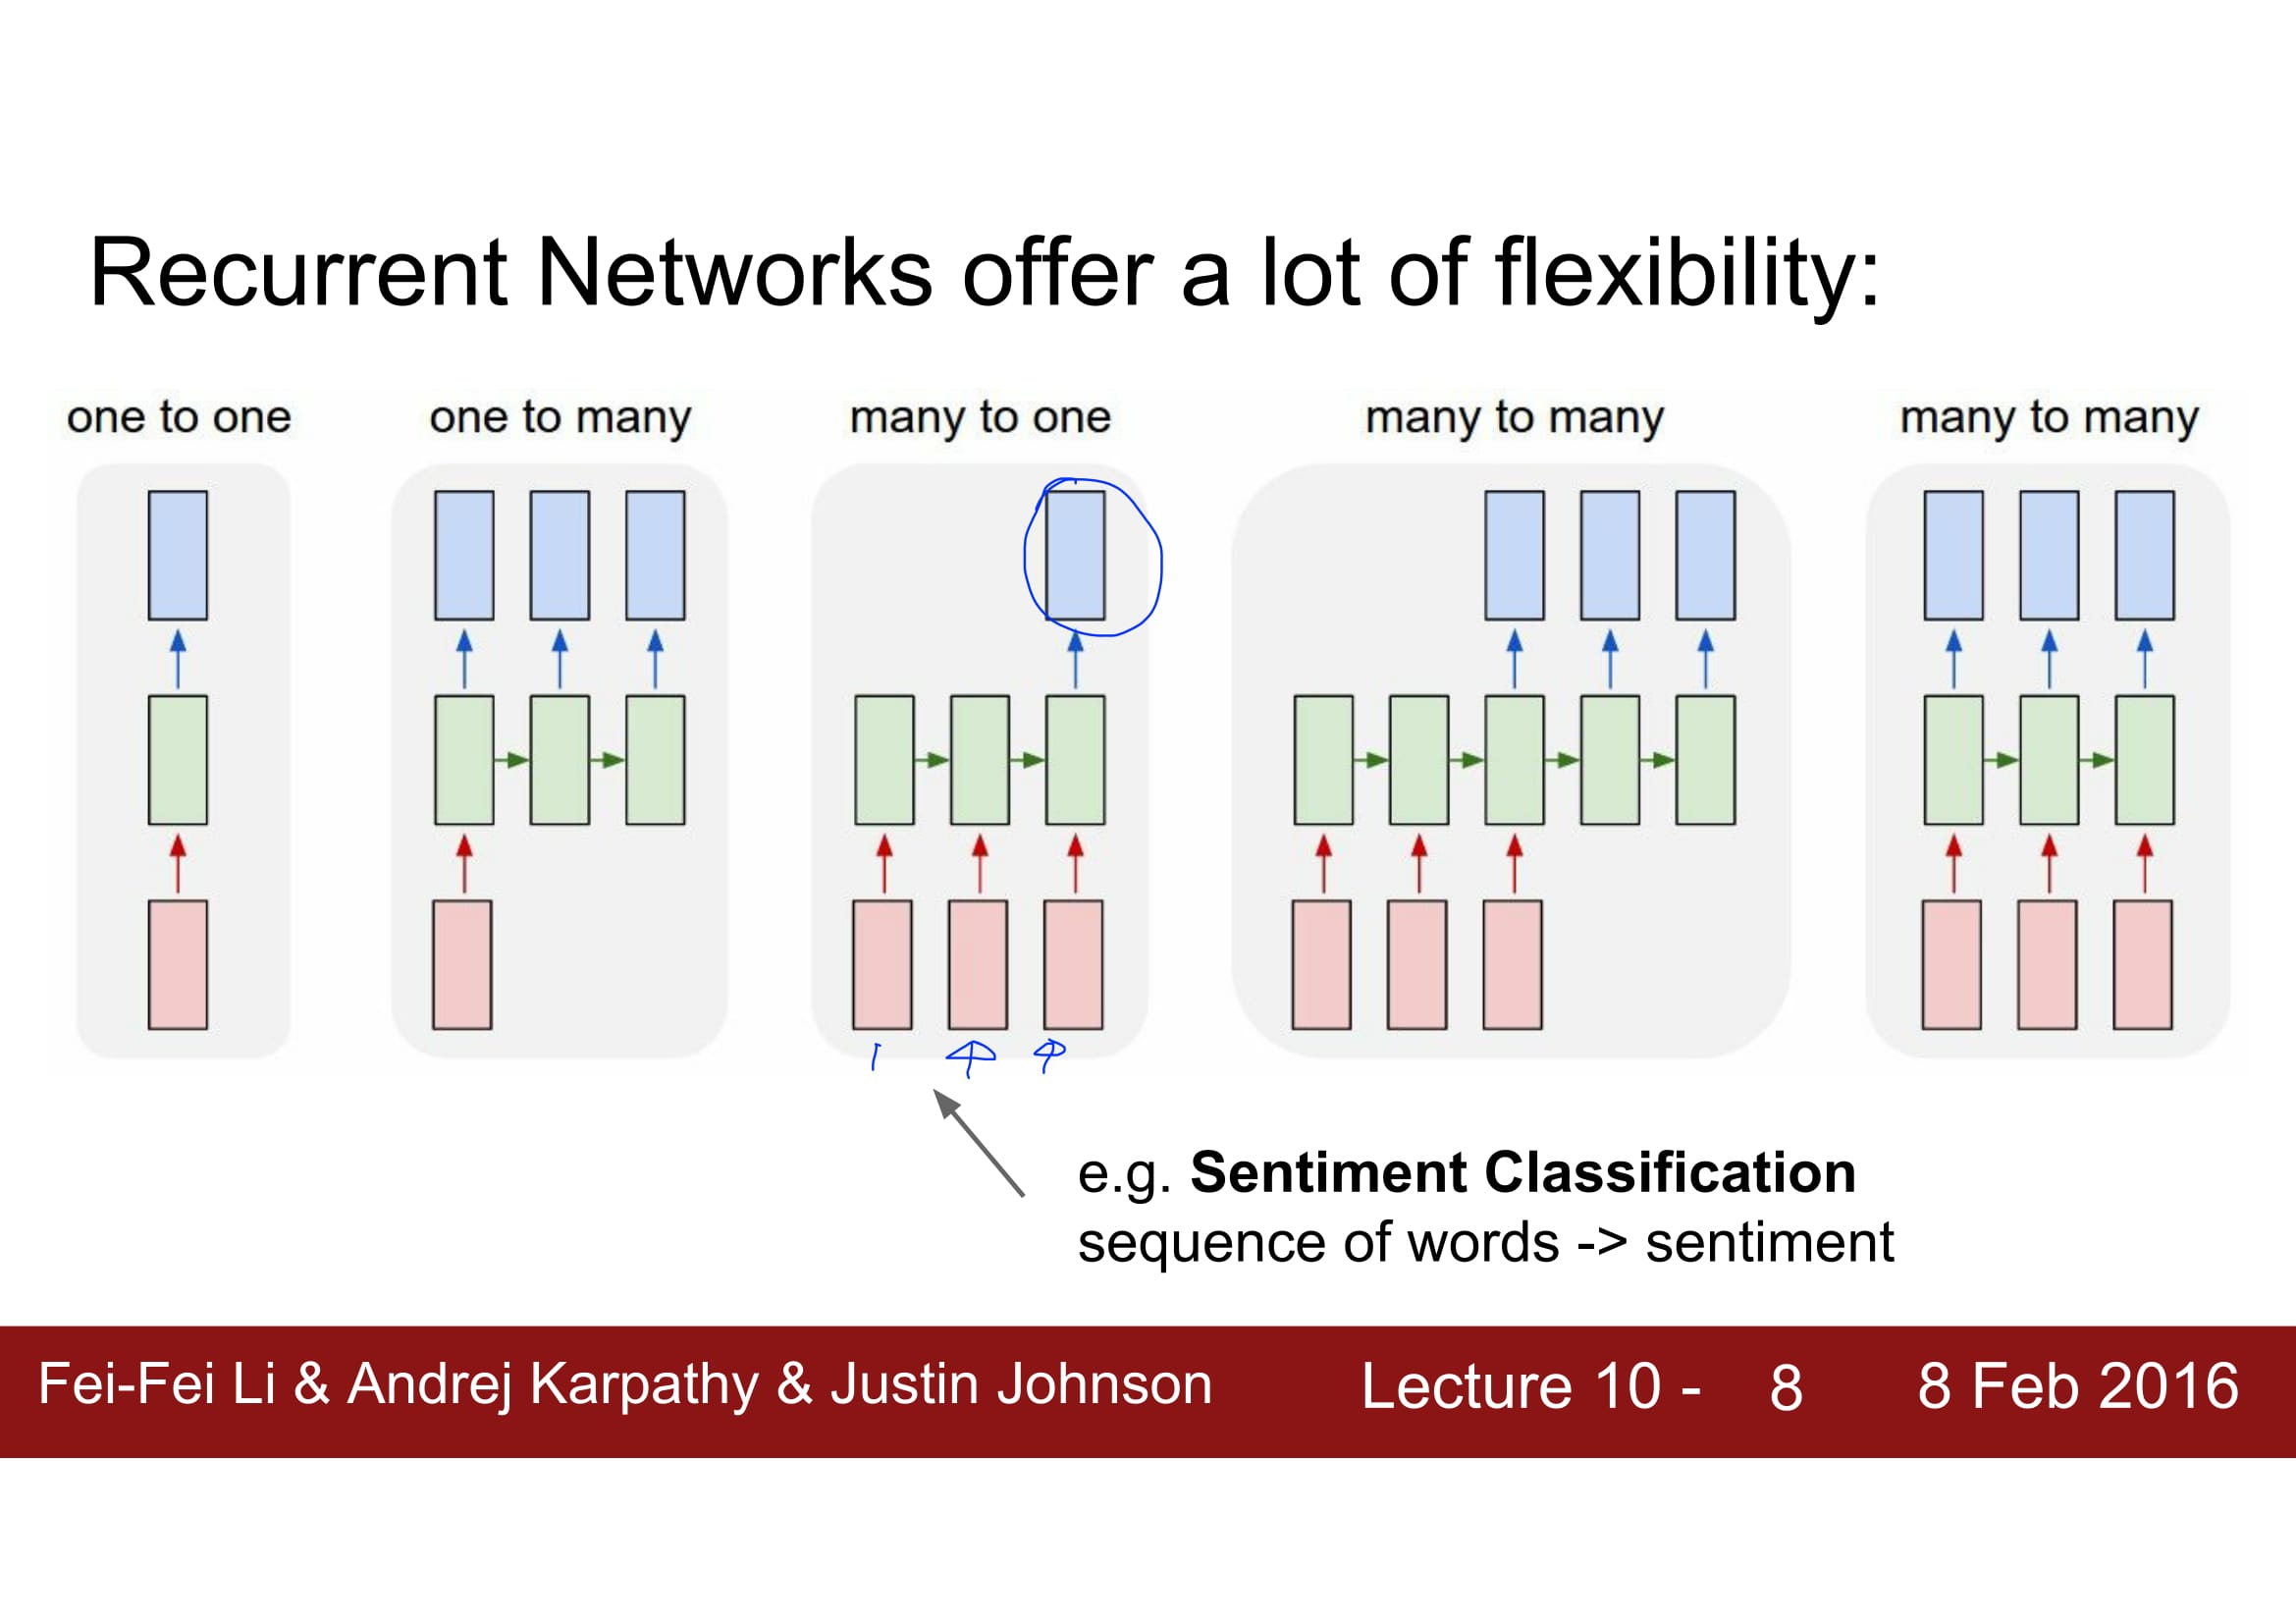 Recurrent Networks offer a lot of flexibility:
one to one
one to many
many to one
many to many
many to many
e.g. Sentiment Classification
sequence of words -> sentiment
Fei-Fei Li & Andrej Karpathy & Justin Johnson
Lecture 10 - 8
8 Feb 2016